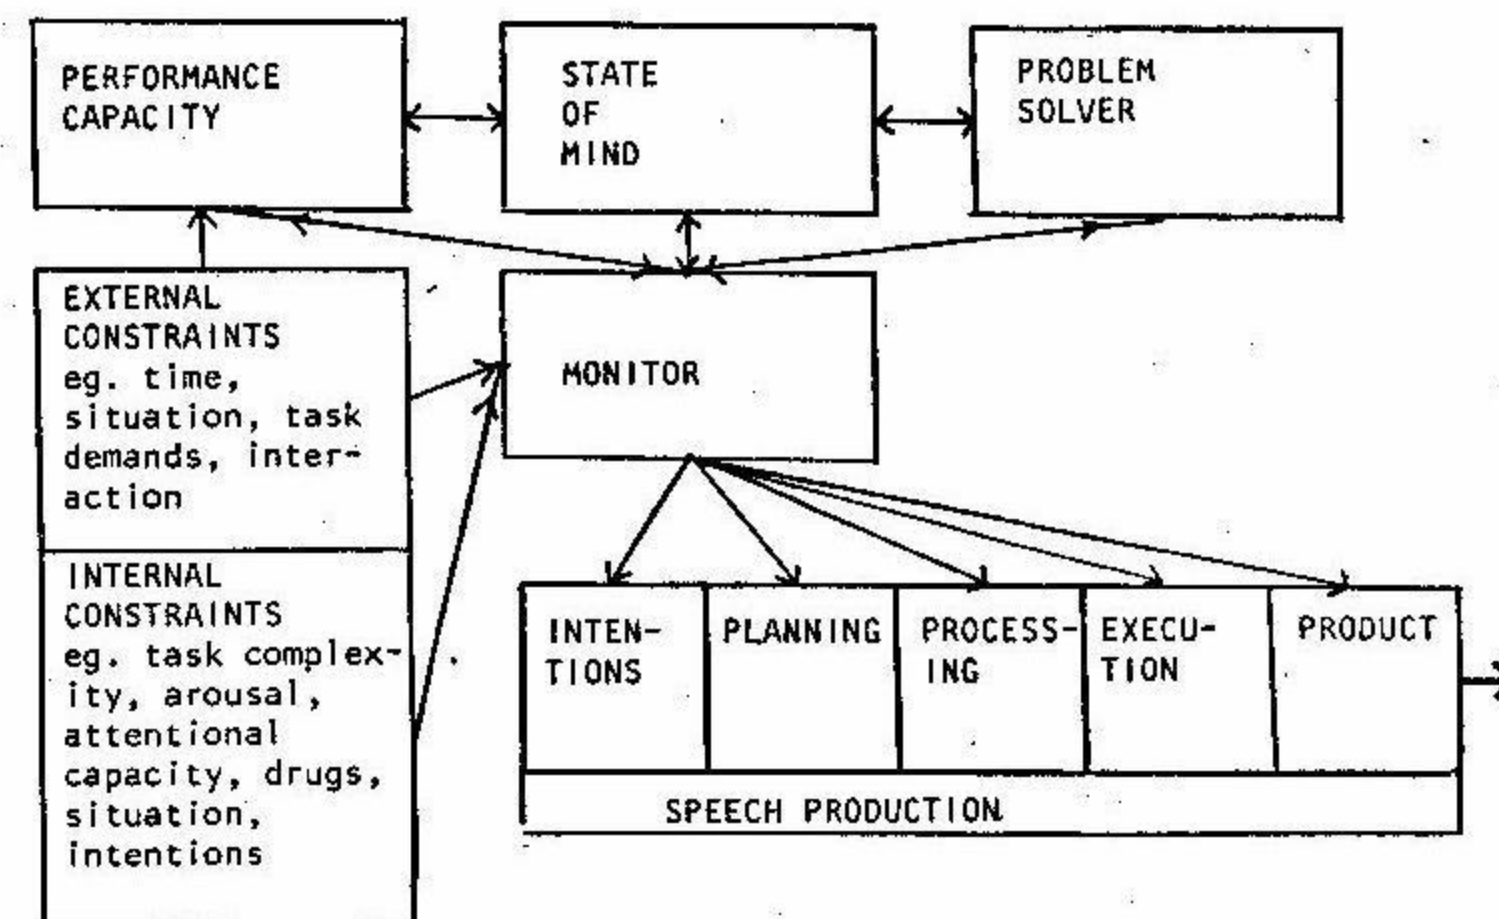 PERFORMANCE
CAPACITY
STATE
OF
MIND
PROBLEM
SOLVER
EXTERNAL
CONSTRAINTS
eg. time,
situation, task
demands, inter-
action
MONITOR
INTERNAL
CONSTRAINTS
eg. task complex-
ity, arousal,
attentional
capacity, drugs,
situation,
intentions
INTEN-
TIONS
PLANNING
PROCESS-
ING
EXECU-
TION
PRODUCT
SPEECH PRODUCTION